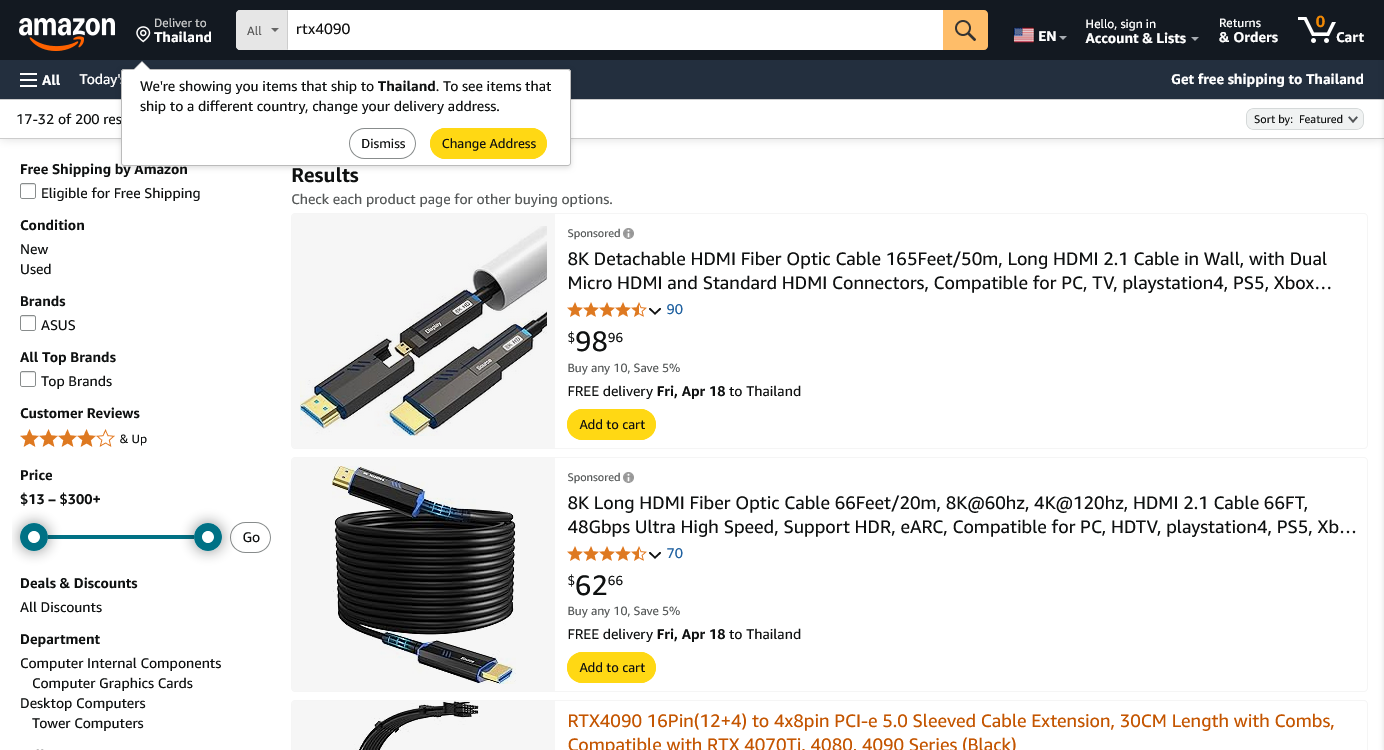 amazon
Deliver to
Thailand
All
rtx4090
EN
Hello, sign in
Account & Lists
Returns
& Orders
0
Cart
All
Today'
Get free shipping to Thailand
We're showing you items that ship to Thailand. To see items that
ship to a different country, change your delivery address.
Dismiss
Change Address
17-32 of 200 res
Sort by: Featured
Free Shipping by Amazon
Eligible for Free Shipping
Condition
New
Used
Brands
ASUS
All Top Brands
Top Brands
Customer Reviews
& Up
Price
$13 – $300+
Go
Deals & Discounts
All Discounts
Department
Computer Internal Components
Computer Graphics Cards
Desktop Computers
Tower Computers
Results
Check each product page for other buying options.
Display
8K HD
Source
8K HD
Sponsored
8K Detachable HDMI Fiber Optic Cable 165Feet/50m, Long HDMI 2.1 Cable in Wall, with Dual
Micro HDMI and Standard HDMI Connectors, Compatible for PC, TV, playstation4, PS5, Xbox…
90
$9896
Buy any 10, Save 5%
FREE delivery Fri, Apr 18 to Thailand
Add to cart
Sponsored
8K Long HDMI Fiber Optic Cable 66Feet/20m, 8K@60hz, 4K@120hz, HDMI 2.1 Cable 66FT,
48Gbps Ultra High Speed, Support HDR, eARC, Compatible for PC, HDTV, playstation4, PS5, Xb…
70
$6266
Buy any 10, Save 5%
FREE delivery Fri, Apr 18 to Thailand
Add to cart
RTX4090 16Pin(12+4) to 4x8pin PCI-e 5.0 Sleeved Cable Extension, 30CM Length with Combs,
Compatible with RTX 4070Ti, 4080, 4090 Series (Black)